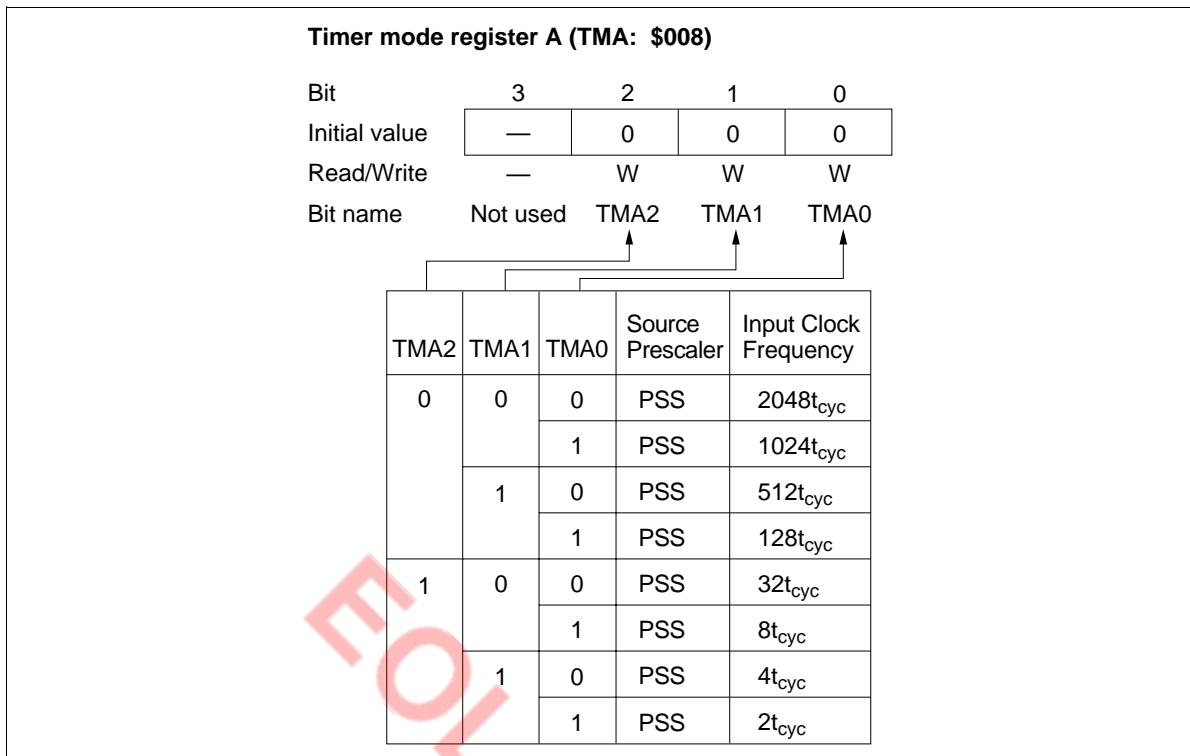 Timer mode register A (TMA: $008)
Bit 3 2 1 0
Initial value — 0 0 0
Read/Write — W W W
Bit name Not used TMA2 TMA1 TMA0
TMA2 TMA1 TMA0 Source Prescaler Input Clock Frequency
0 0 0 PSS 2048tcyc
1 PSS 1024tcyc
1 0 PSS 512tcyc
1 PSS 128tcyc
1 0 0 PSS 32tcyc
1 PSS 8tcyc
1 0 PSS 4tcyc
1 PSS 2tcyc
EOL